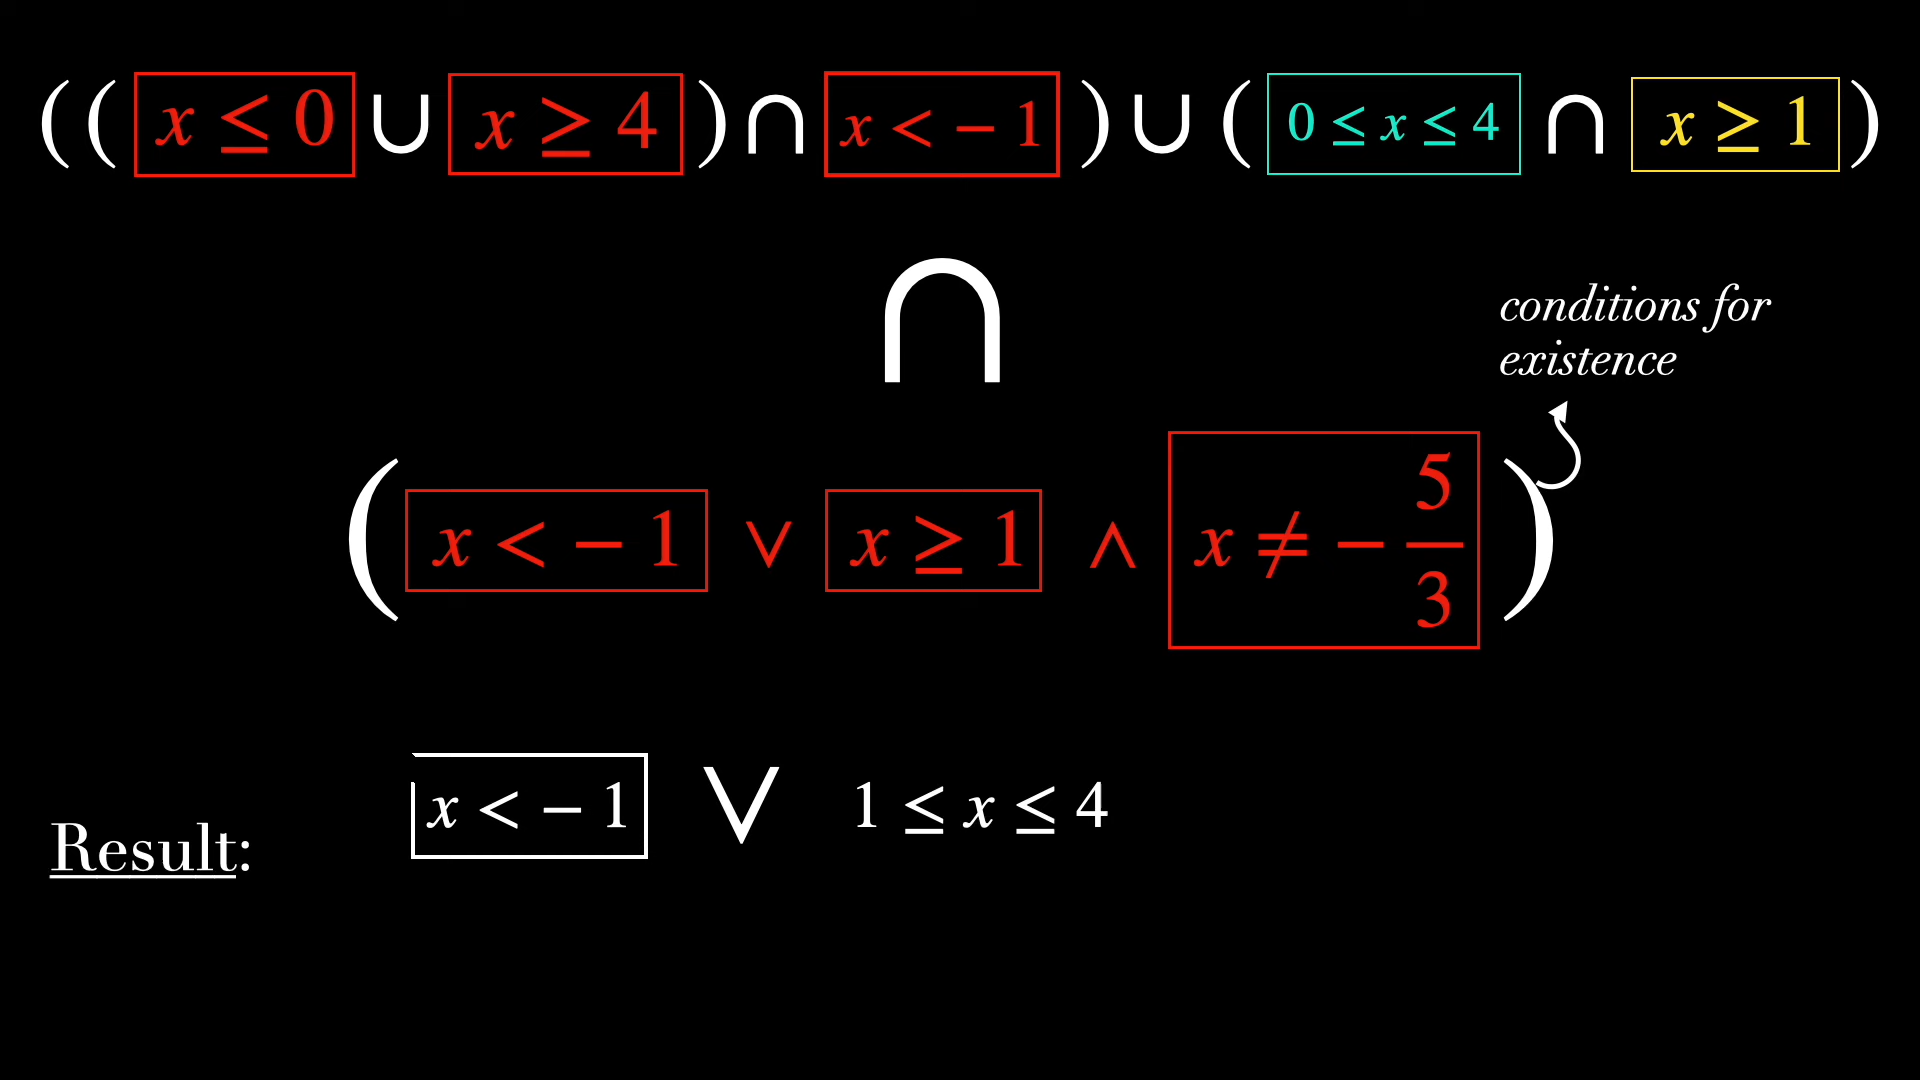 (( x ≤ 0 ∪ x ≥ 4 ) ∩ x < − 1 ) ∪ ( 0 ≤ x ≤ 4 ∩ x ≥ 1 )
∩
conditions for
existence
( x < − 1 ∨ x ≥ 1 ∧ x ≠ − 5/3 )
x < − 1 ∨ 1 ≤ x ≤ 4
Result: